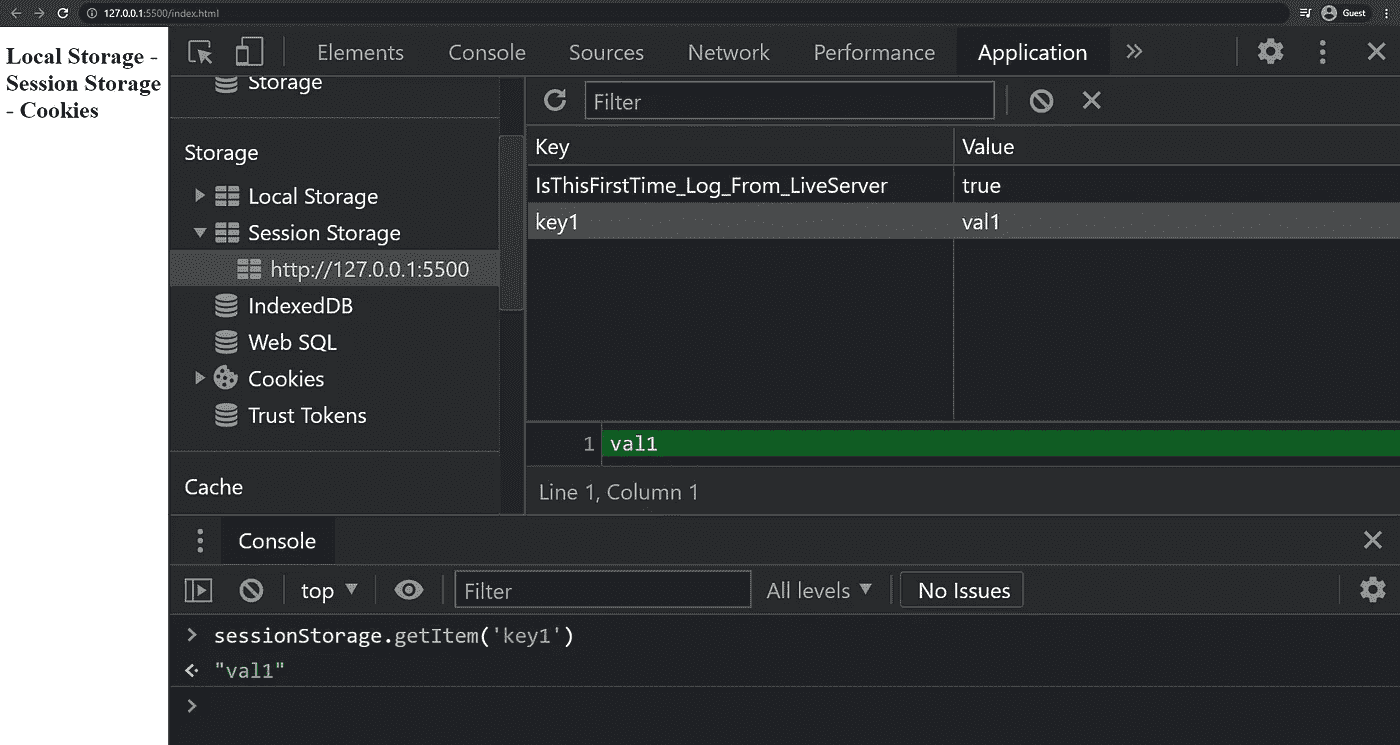 127.0.0.1:5500/index.html
Guest
Local Storage -
Session Storage
- Cookies
Elements Console Sources Network Performance Application
Storage
Storage
Local Storage
Session Storage
http://127.0.0.1:5500
IndexedDB
Web SQL
Cookies
Trust Tokens
Cache
Filter
Key Value
IsThisFirstTime_Log_From_LiveServer true
key1 val1
1 val1
Line 1, Column 1
Console
top Filter All levels No Issues
> sessionStorage.getItem('key1')
"val1"
>